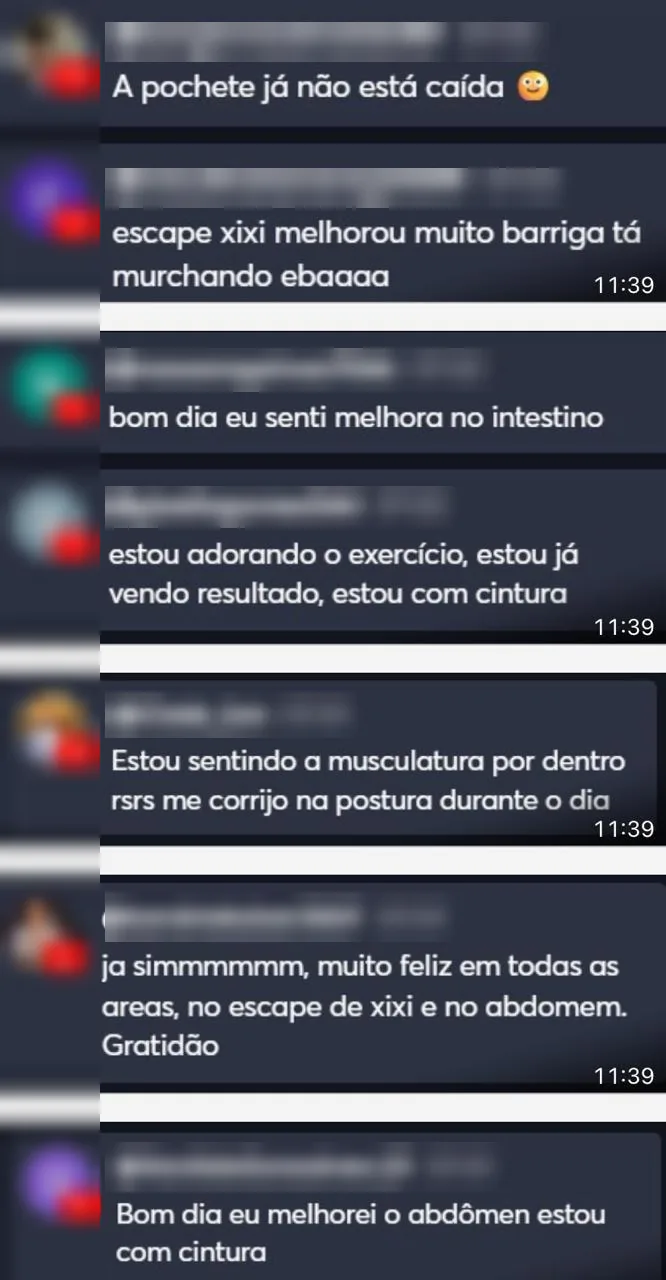 A pochete já não está caída 🙂
escape xixi melhorou muito barriga tá
murchando ebaaaa
11:39
bom dia eu senti melhora no intestino
estou adorando o exercício, estou já
vendo resultado, estou com cintura
11:39
Estou sentindo a musculatura por dentro
rsrs me corrijo na postura durante o dia
11:39
ja simmmmmm, muito feliz em todas as
areas, no escape de xixi e no abdomem.
Gratidão
11:39
Bom dia eu melhorei o abdômen estou
com cintura